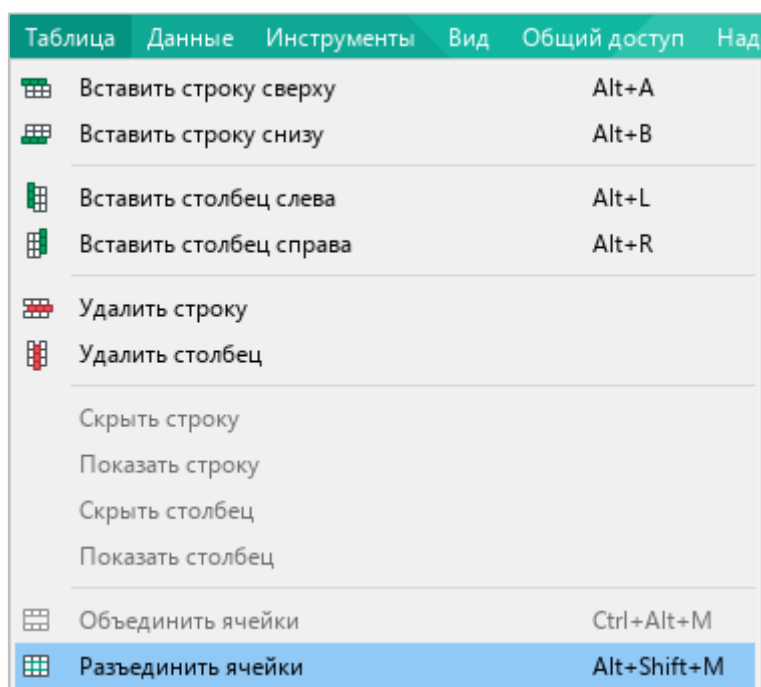 Таблица Данные Инструменты Вид Общий доступ Над
Вставить строку сверху Alt+A
Вставить строку снизу Alt+B
Вставить столбец слева Alt+L
Вставить столбец справа Alt+R
Удалить строку
Удалить столбец
Скрыть строку
Показать строку
Скрыть столбец
Показать столбец
Объединить ячейки Ctrl+Alt+M
Разъединить ячейки Alt+Shift+M